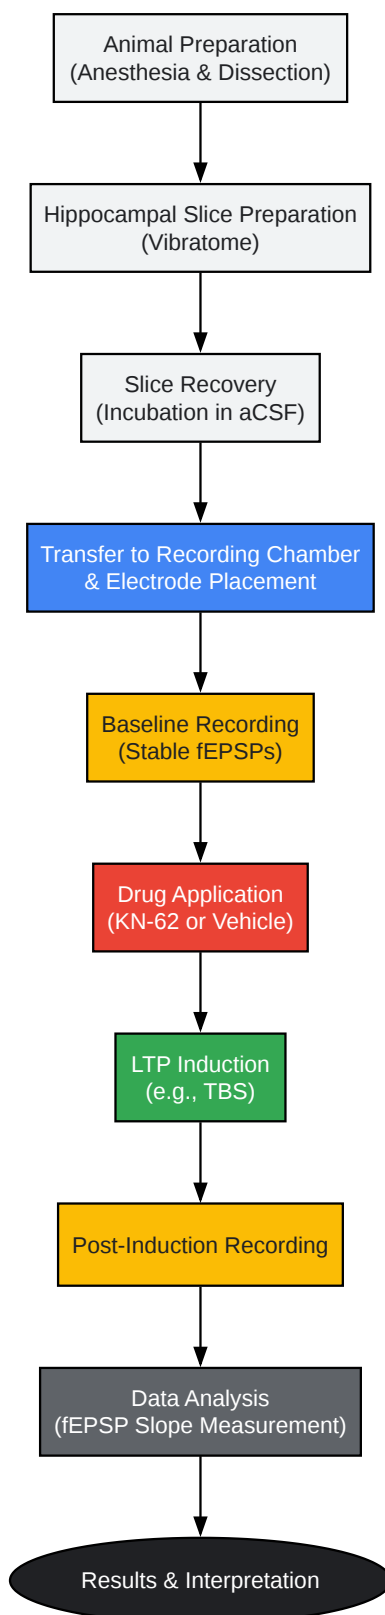 Animal Preparation
(Anesthesia & Dissection)
Hippocampal Slice Preparation
(Vibratome)
Slice Recovery
(Incubation in aCSF)
Transfer to Recording Chamber
& Electrode Placement
Baseline Recording
(Stable fEPSPs)
Drug Application
(KN-62 or Vehicle)
LTP Induction
(e.g., TBS)
Post-Induction Recording
Data Analysis
(fEPSP Slope Measurement)
Results & Interpretation